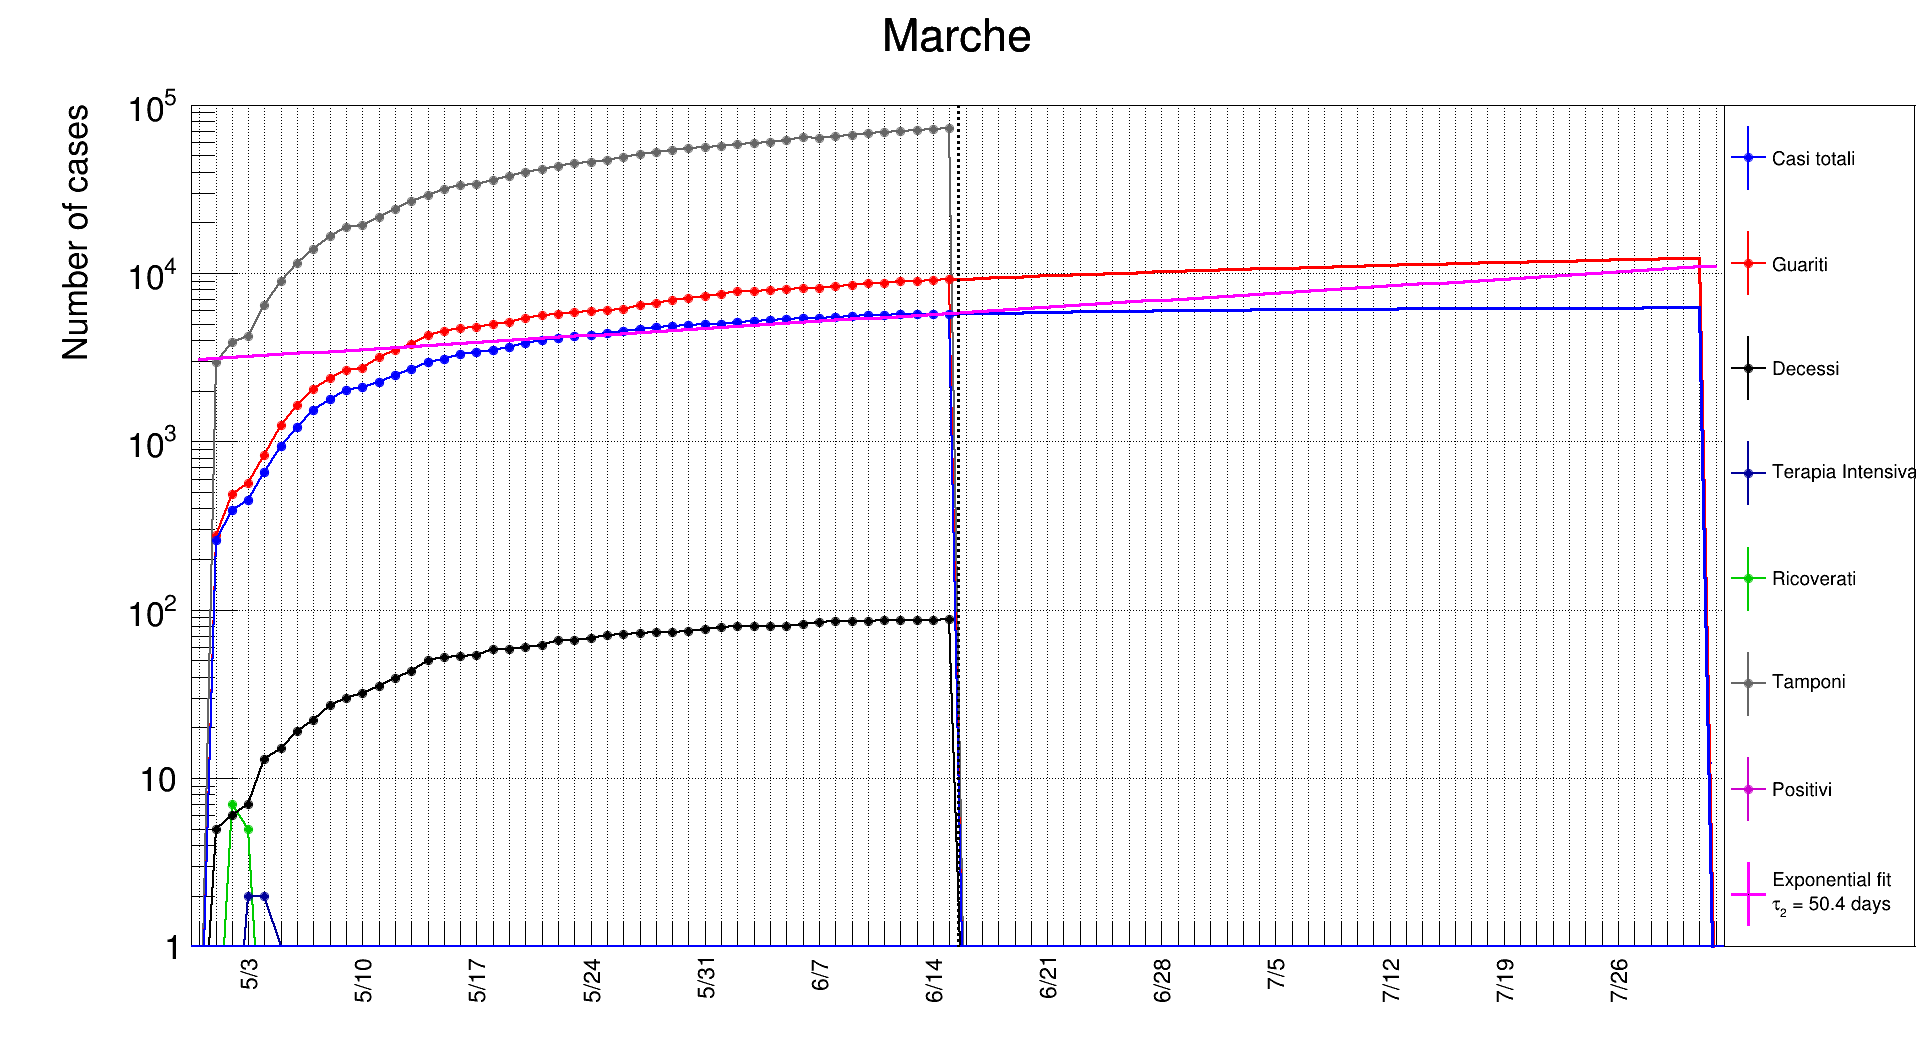 Marche
Number of cases
10^5
10^4
10^3
10^2
10
1
5/3
5/10
5/17
5/24
5/31
6/7
6/14
6/21
6/28
7/5
7/12
7/19
7/26
Casi totali
Guariti
Decessi
Terapia Intensiva
Ricoverati
Tamponi
Positivi
Exponential fit
τ₂ = 50.4 days